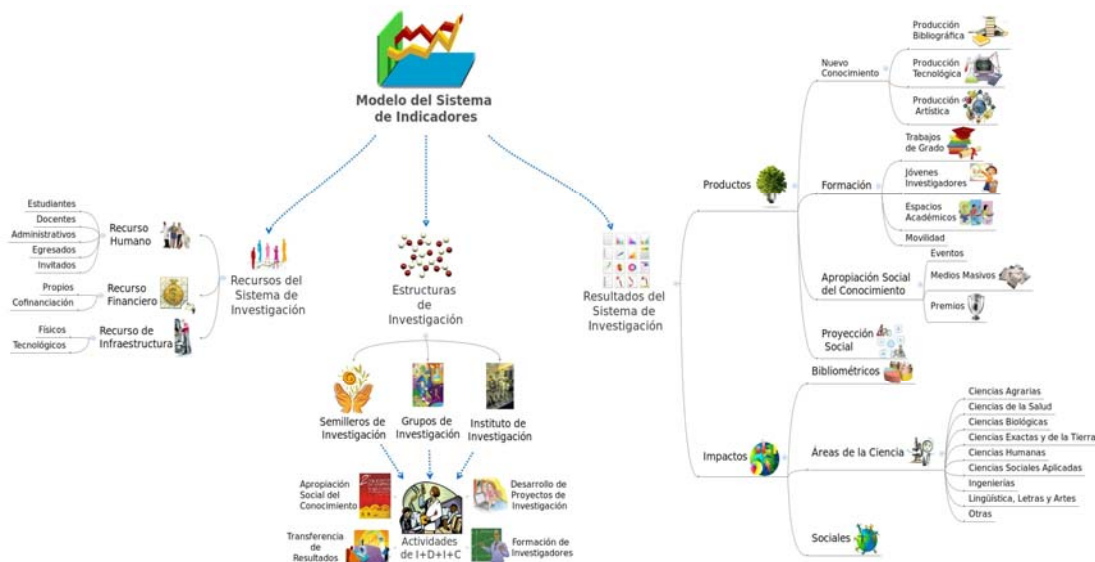 Modelo del Sistema
de Indicadores
Recursos del
Sistema de
Investigación
Recurso
Humano
Estudiantes
Docentes
Administrativos
Egresados
Invitados
Recurso
Financiero
Propios
Cofinanciación
Recurso de
Infraestructura
Físicos
Tecnológicos
Estructuras
de
Investigación
Semilleros de
Investigación
Grupos de
Investigación
Instituto de
Investigación
Apropiación
Social del
Conocimiento
Desarrollo de
Proyectos de
Investigación
Transferencia
de
Resultados
Actividades
de I+D+I+C
Formación de
Investigadores
Resultados del
Sistema de
Investigación
Productos
Nuevo
Conocimiento
Producción
Bibliográfica
Producción
Tecnológica
Producción
Artística
Formación
Trabajos
de Grado
Jóvenes
Investigadores
Espacios
Académicos
Movilidad
Apropiación Social
del Conocimiento
Eventos
Medios Masivos
Premios
Proyección
Social
Impactos
Bibliométricos
Áreas de la Ciencia
Ciencias Agrarias
Ciencias de la Salud
Ciencias Biológicas
Ciencias Exactas y de la Tierra
Ciencias Humanas
Ciencias Sociales Aplicadas
Ingenierías
Lingüística, Letras y Artes
Otras
Sociales